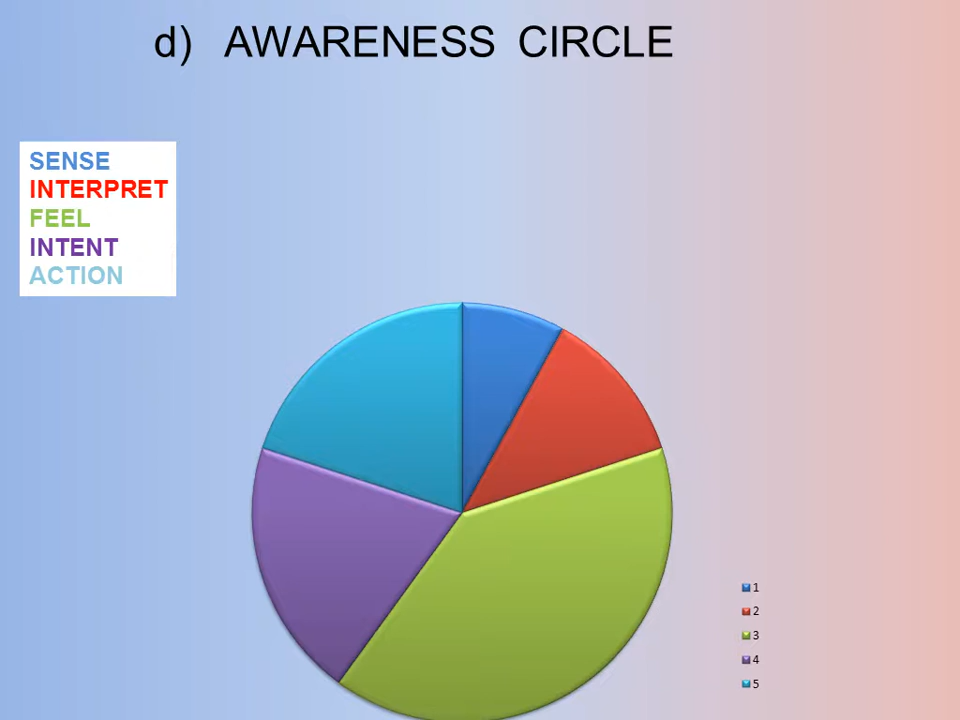 d) AWARENESS CIRCLE
SENSE
INTERPRET
FEEL
INTENT
ACTION
1
2
3
4
5